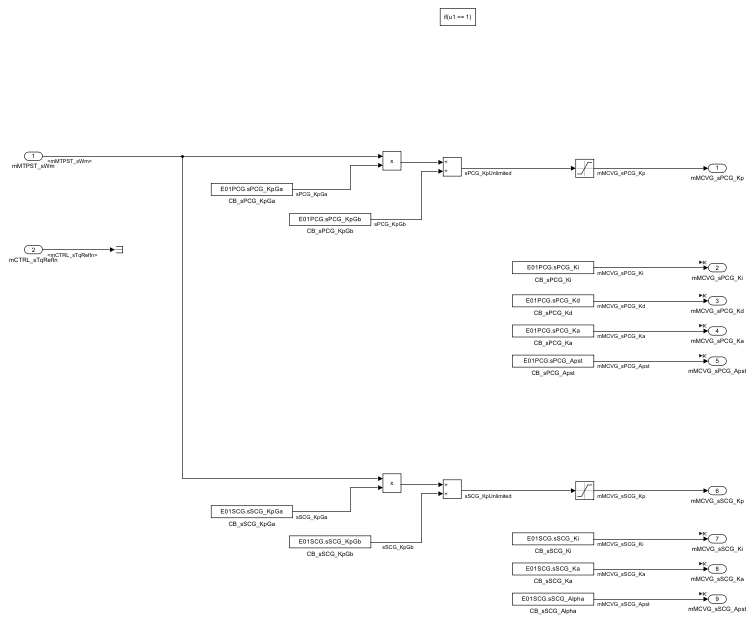 if(u1 == 1)
1
<mMTPST_sWm>
mMTPST_sWm
x
+
+
sPCG_KpUnlimited
mMCVG_sPCG_Kp
1
mMCVG_sPCG_Kp
E01PCG.sPCG_KpGa
sPCG_KpGa
CB_sPCG_KpGa
E01PCG.sPCG_KpGb
sPCG_KpGb
CB_sPCG_KpGb
2
<mCTRL_sTqRefIn>
mCTRL_sTqRefIn
E01PCG.sPCG_Ki
mMCVG_sPCG_Ki
2
CB_sPCG_Ki
mMCVG_sPCG_Ki
E01PCG.sPCG_Kd
mMCVG_sPCG_Kd
3
CB_sPCG_Kd
mMCVG_sPCG_Kd
E01PCG.sPCG_Ka
mMCVG_sPCG_Ka
4
CB_sPCG_Ka
mMCVG_sPCG_Ka
E01PCG.sPCG_Apst
mMCVG_sPCG_Apst
5
CB_sPCG_Apst
mMCVG_sPCG_Apst
x
+
+
sSCG_KpUnlimited
mMCVG_sSCG_Kp
6
mMCVG_sSCG_Kp
E01SCG.sSCG_KpGa
sSCG_KpGa
CB_sSCG_KpGa
E01SCG.sSCG_KpGb
sSCG_KpGb
CB_sSCG_KpGb
E01SCG.sSCG_Ki
mMCVG_sSCG_Ki
7
CB_sSCG_Ki
mMCVG_sSCG_Ki
E01SCG.sSCG_Ka
mMCVG_sSCG_Ka
8
CB_sSCG_Ka
mMCVG_sSCG_Ka
E01SCG.sSCG_Alpha
mMCVG_sSCG_Apst
9
CB_sSCG_Alpha
mMCVG_sSCG_Apst